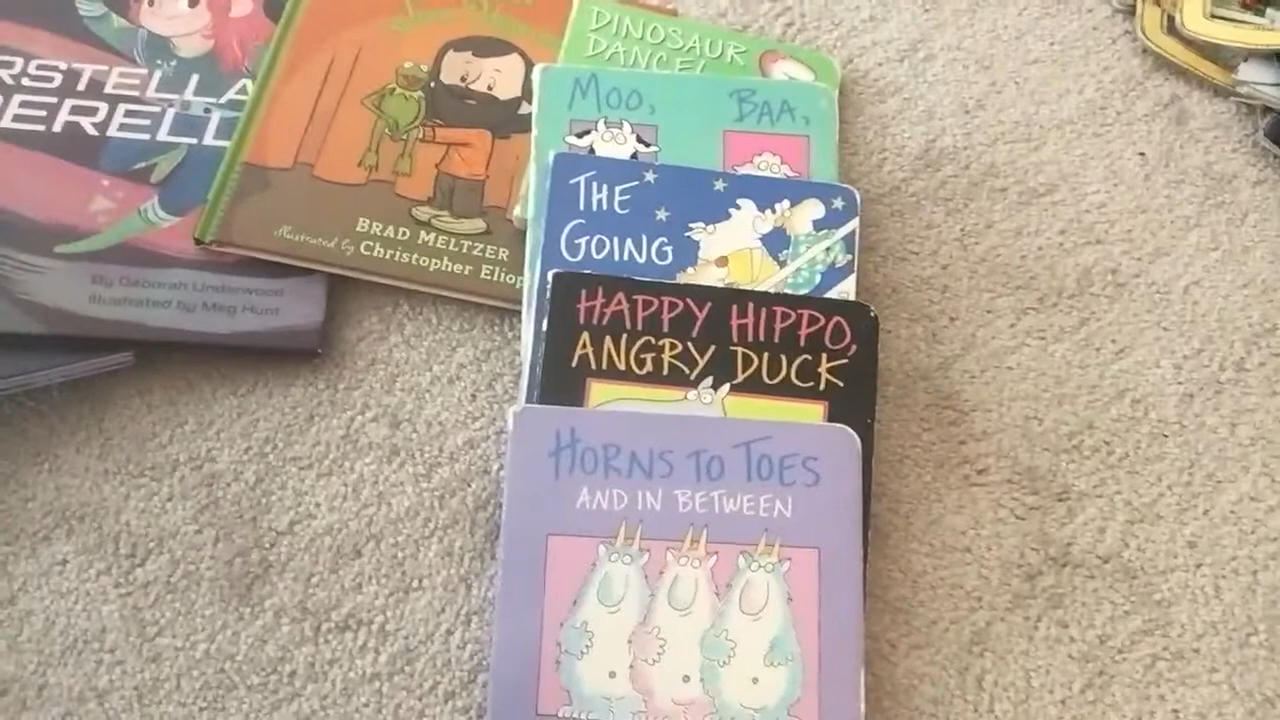 RSTELLA
ERELL
By Deborah Underwood
illustrated by Meg Hunt
BRAD MELTZER
illustrated by Christopher Eliop
DINOSAUR
DANCE!
MOO, BAA,
THE
GOING
HAPPY HIPPO,
ANGRY DUCK
HORNS TO TOES
AND IN BETWEEN